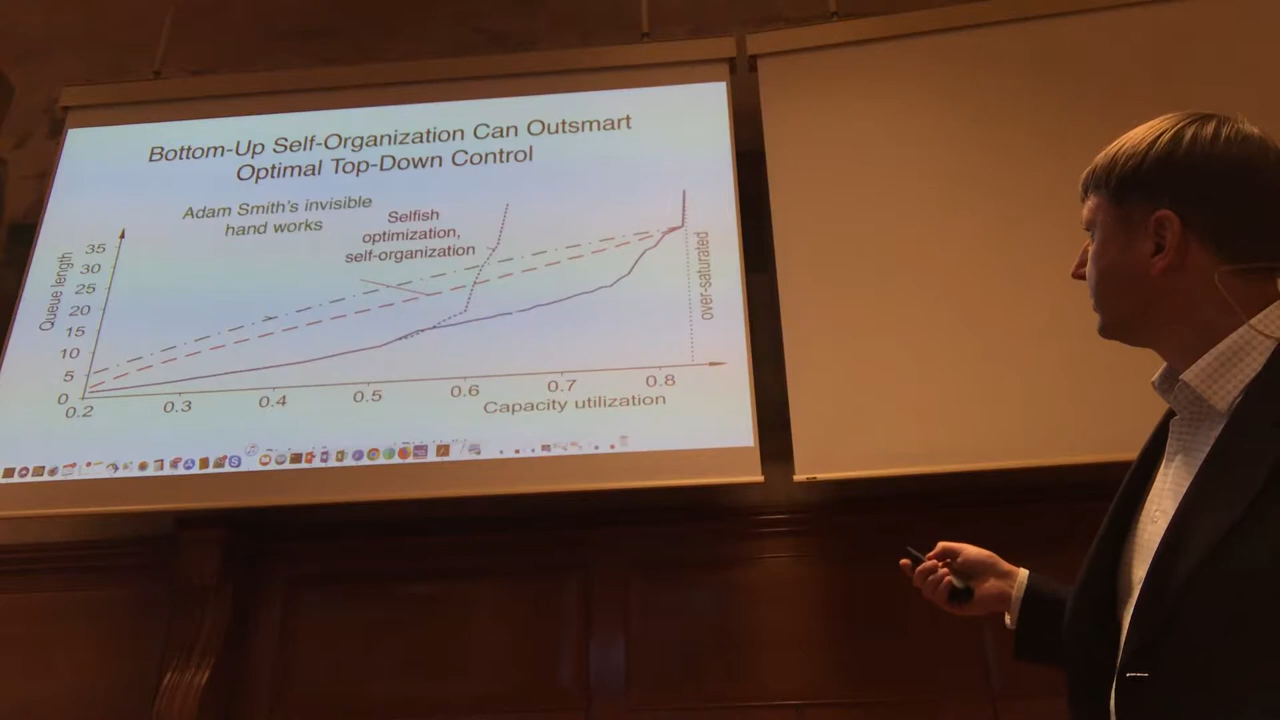 Bottom-Up Self-Organization Can Outsmart
Optimal Top-Down Control
Adam Smith's invisible
hand works
Selfish
optimization,
self-organization
Queue length
35
30
25
20
15
10
5
0
0.2
0.3
0.4
0.5
0.6
0.7
0.8
Capacity utilization
over-saturated